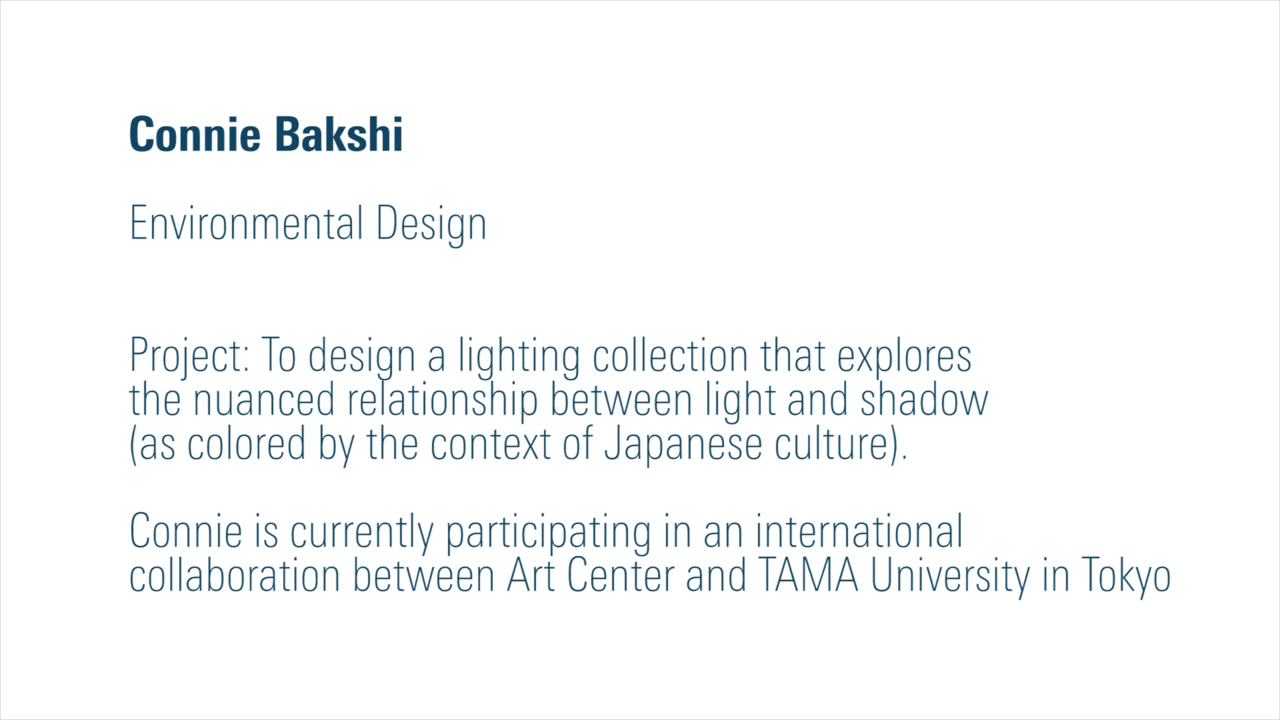 Connie Bakshi
Environmental Design
Project: To design a lighting collection that explores
the nuanced relationship between light and shadow
(as colored by the context of Japanese culture).
Connie is currently participating in an international
collaboration between Art Center and TAMA University in Tokyo